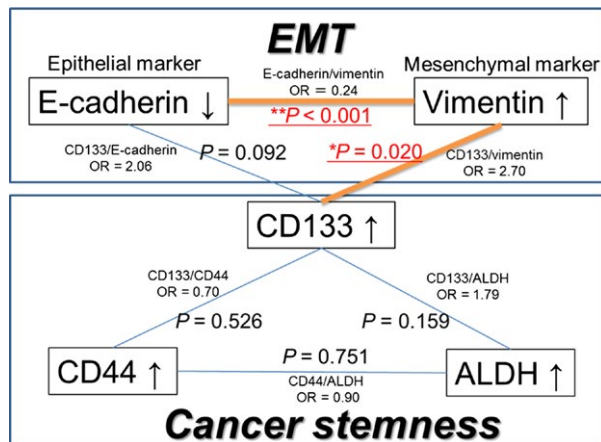 EMT
Epithelial marker
E-cadherin/vimentin
OR = 0.24
Mesenchymal marker
E-cadherin ↓
**P < 0.001
Vimentin ↑
CD133/E-cadherin
OR = 2.06
P = 0.092
*P = 0.020
CD133/vimentin
OR = 2.70
CD133 ↑
CD133/CD44
OR = 0.70
CD133/ALDH
OR = 1.79
P = 0.526
P = 0.159
P = 0.751
CD44 ↑
CD44/ALDH
OR = 0.90
ALDH ↑
Cancer stemness